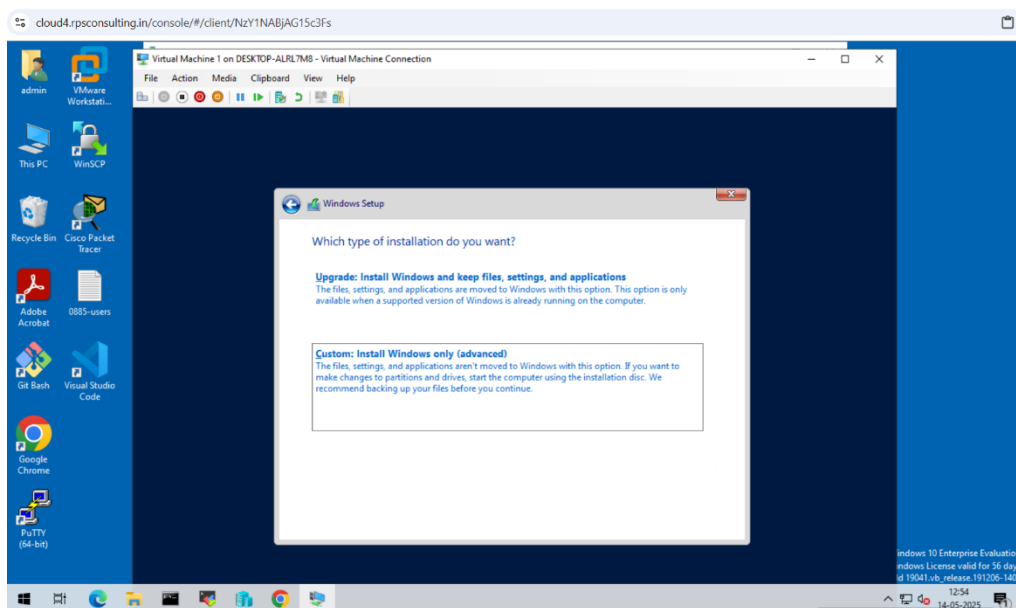 cloud4.rpsconsulting.in/console/#/client/NzY1NABjAG15c3Fs
Virtual Machine 1 on DESKTOP-ALRL7M8 - Virtual Machine Connection
File Action Media Clipboard View Help
admin
VMware
Workstati...
This PC
WinSCP
Recycle Bin
Cisco Packet
Tracer
Adobe
Acrobat
0885-users
Git Bash
Visual Studio
Code
Google
Chrome
PuTTY
(64-bit)
Windows Setup
Which type of installation do you want?
Upgrade: Install Windows and keep files, settings, and applications
The files, settings, and applications are moved to Windows with this option. This option is only
available when a supported version of Windows is already running on the computer.
Custom: Install Windows only (advanced)
The files, settings, and applications aren't moved to Windows with this option. If you want to
make changes to partitions and drives, start the computer using the installation disc. We
recommend backing up your files before you continue.
indows 10 Enterprise Evaluatio
indows License valid for 56 day
ld 19041.vb_release.191206-140
12:54
14-05-2025